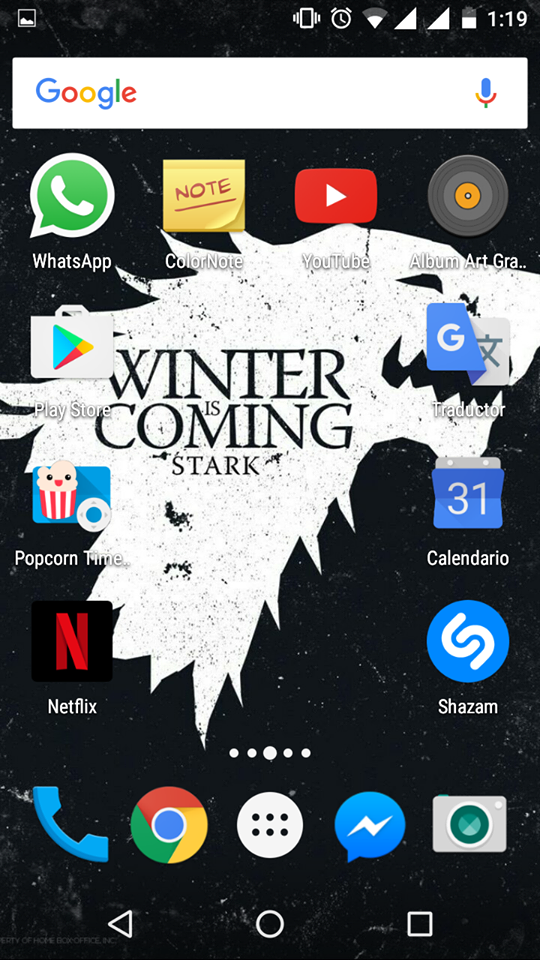 1:19
Google
NOTE
WhatsApp
ColorNote
YouTube
Album Art Gra..
WINTER
IS
COMING
STARK
Play Store
Traductor
31
Popcorn Time..
Calendario
N
Netflix
Shazam
ERTY OF HOME BOX OFFICE, INC.